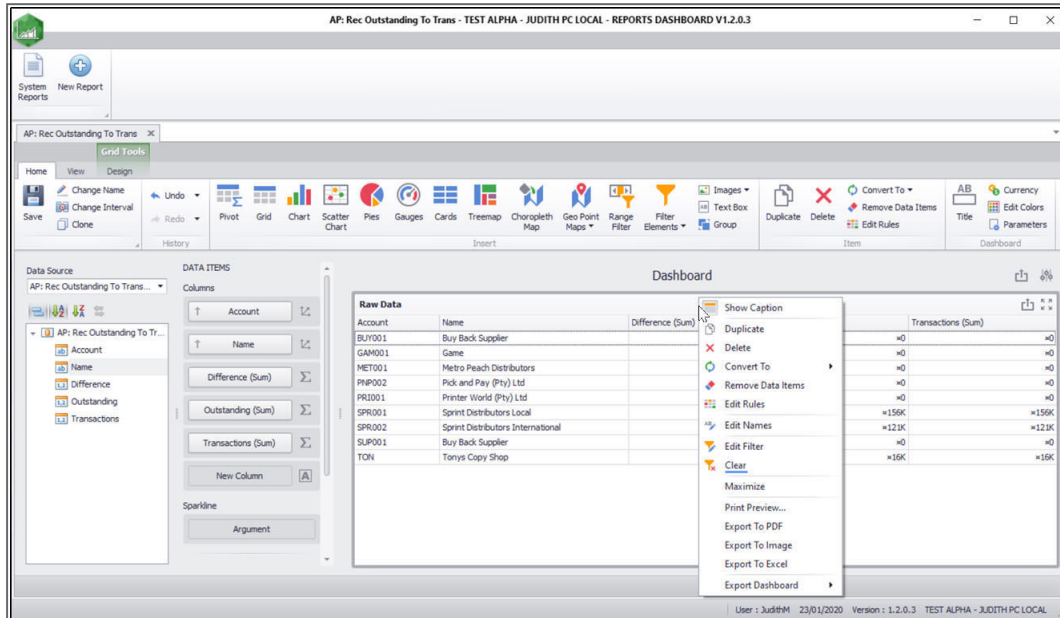 AP: Rec Outstanding To Trans - TEST ALPHA - JUDITH PC LOCAL - REPORTS DASHBOARD V1.2.0.3
System Reports
New Report
AP: Rec Outstanding To Trans
Grid Tools
Home View Design
Save
Change Name
Change Interval
Clone
Undo
Redo
History
Pivot
Grid
Chart
Scatter Chart
Pies
Gauges
Cards
Treemap
Choropleth Map
Geo Point Maps
Range Filter
Filter Elements
Images
Text Box
Group
Insert
Duplicate
Delete
Convert To
Remove Data Items
Edit Rules
Item
AB
Title
Currency
Edit Colors
Parameters
Dashboard
Data Source
AP: Rec Outstanding To Trans...
AP: Rec Outstanding To Tr...
Account
Name
Difference
Outstanding
Transactions
DATA ITEMS
Columns
Account
Name
Difference (Sum)
Outstanding (Sum)
Transactions (Sum)
New Column
Sparkline
Argument
Dashboard
Raw Data
Account Name Difference (Sum) Transactions (Sum)
BUY001 Buy Back Supplier ¤0 ¤0
GAM001 Game ¤0 ¤0
MET001 Metro Peach Distributors ¤0 ¤0
PNP002 Pick and Pay (Pty) Ltd ¤0 ¤0
PRI001 Printer World (Pty) Ltd ¤0 ¤0
SPR001 Sprint Distributors Local ¤156K ¤156K
SPR002 Sprint Distributors International ¤121K ¤121K
SUP001 Buy Back Supplier ¤0 ¤0
TON Tonys Copy Shop ¤16K ¤16K
Show Caption
Duplicate
Delete
Convert To
Remove Data Items
Edit Rules
Edit Names
Edit Filter
Clear
Maximize
Print Preview...
Export To PDF
Export To Image
Export To Excel
Export Dashboard
User : JudithM 23/01/2020 Version : 1.2.0.3 TEST ALPHA - JUDITH PC LOCAL